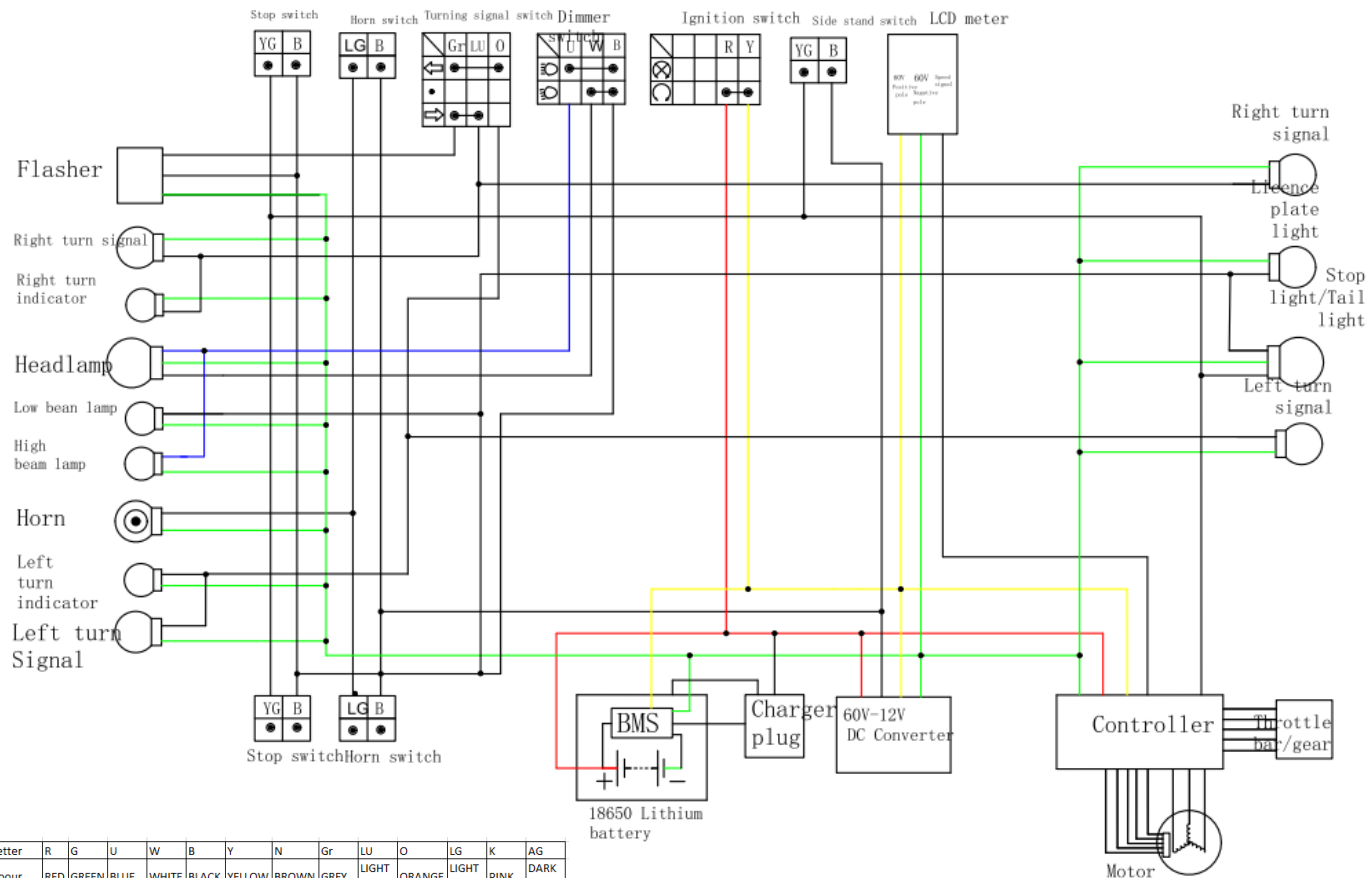 Stop switch
Horn switch
Turning signal switch
Dimmer
switch
Ignition switch
Side stand switch
LCD meter
YG B
LG B
Gr LU O
U W B
R Y
YG B
60V
Positive
pole
60V
Nagative
pole
Speed
signal
Right turn
signal
Flasher
Licence
plate
light
Right turn signal
Right turn
indicator
Stop
light/Tail
light
Headlamp
Left turn
signal
Low bean lamp
High
beam lamp
Horn
Left
turn
indicator
Left turn
Signal
YG B
LG B
Stop switch
Horn switch
BMS
+ −
18650 Lithium
battery
Charger
plug
60V-12V
DC Converter
Controller
Throttle
bar/gear
Motor
etter R G U W B Y N Gr LU O LG K AG
our RED GREEN BLUE WHITE BLACK YELLOW BROWN GREY LIGHT ORANGE LIGHT PINK DARK